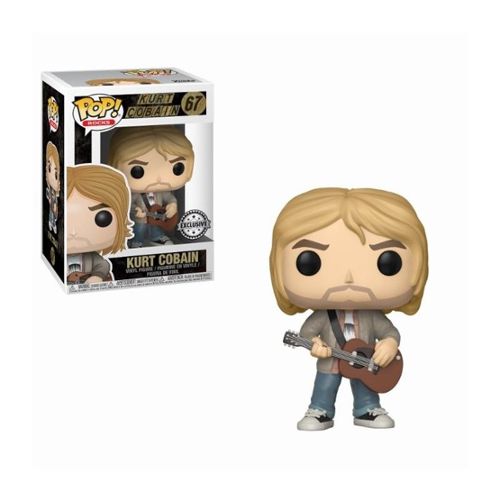 POP!
ROCKS
KURT
COBAIN
67
EXCLUSIVE
KURT COBAIN
VINYL FIGURE / FIGURINE EN VINYLE /
FIGURA DE VINIL